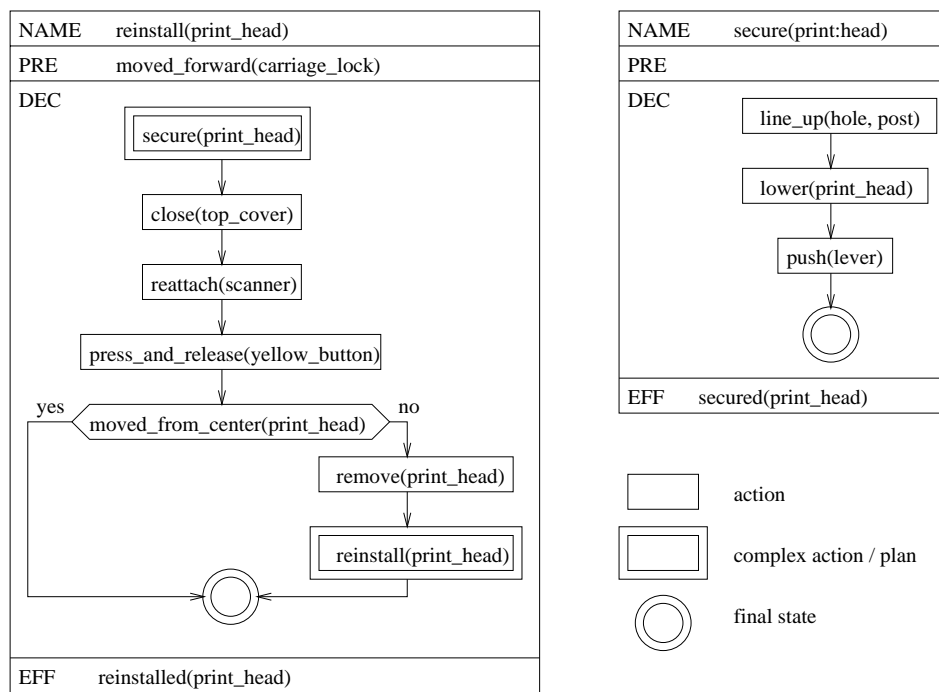 NAME reinstall(print_head)
PRE moved_forward(carriage_lock)
DEC
secure(print_head)
close(top_cover)
reattach(scanner)
press_and_release(yellow_button)
yes
moved_from_center(print_head)
no
remove(print_head)
reinstall(print_head)
EFF reinstalled(print_head)
NAME secure(print:head)
PRE
DEC
line_up(hole, post)
lower(print_head)
push(lever)
EFF secured(print_head)
action
complex action / plan
final state